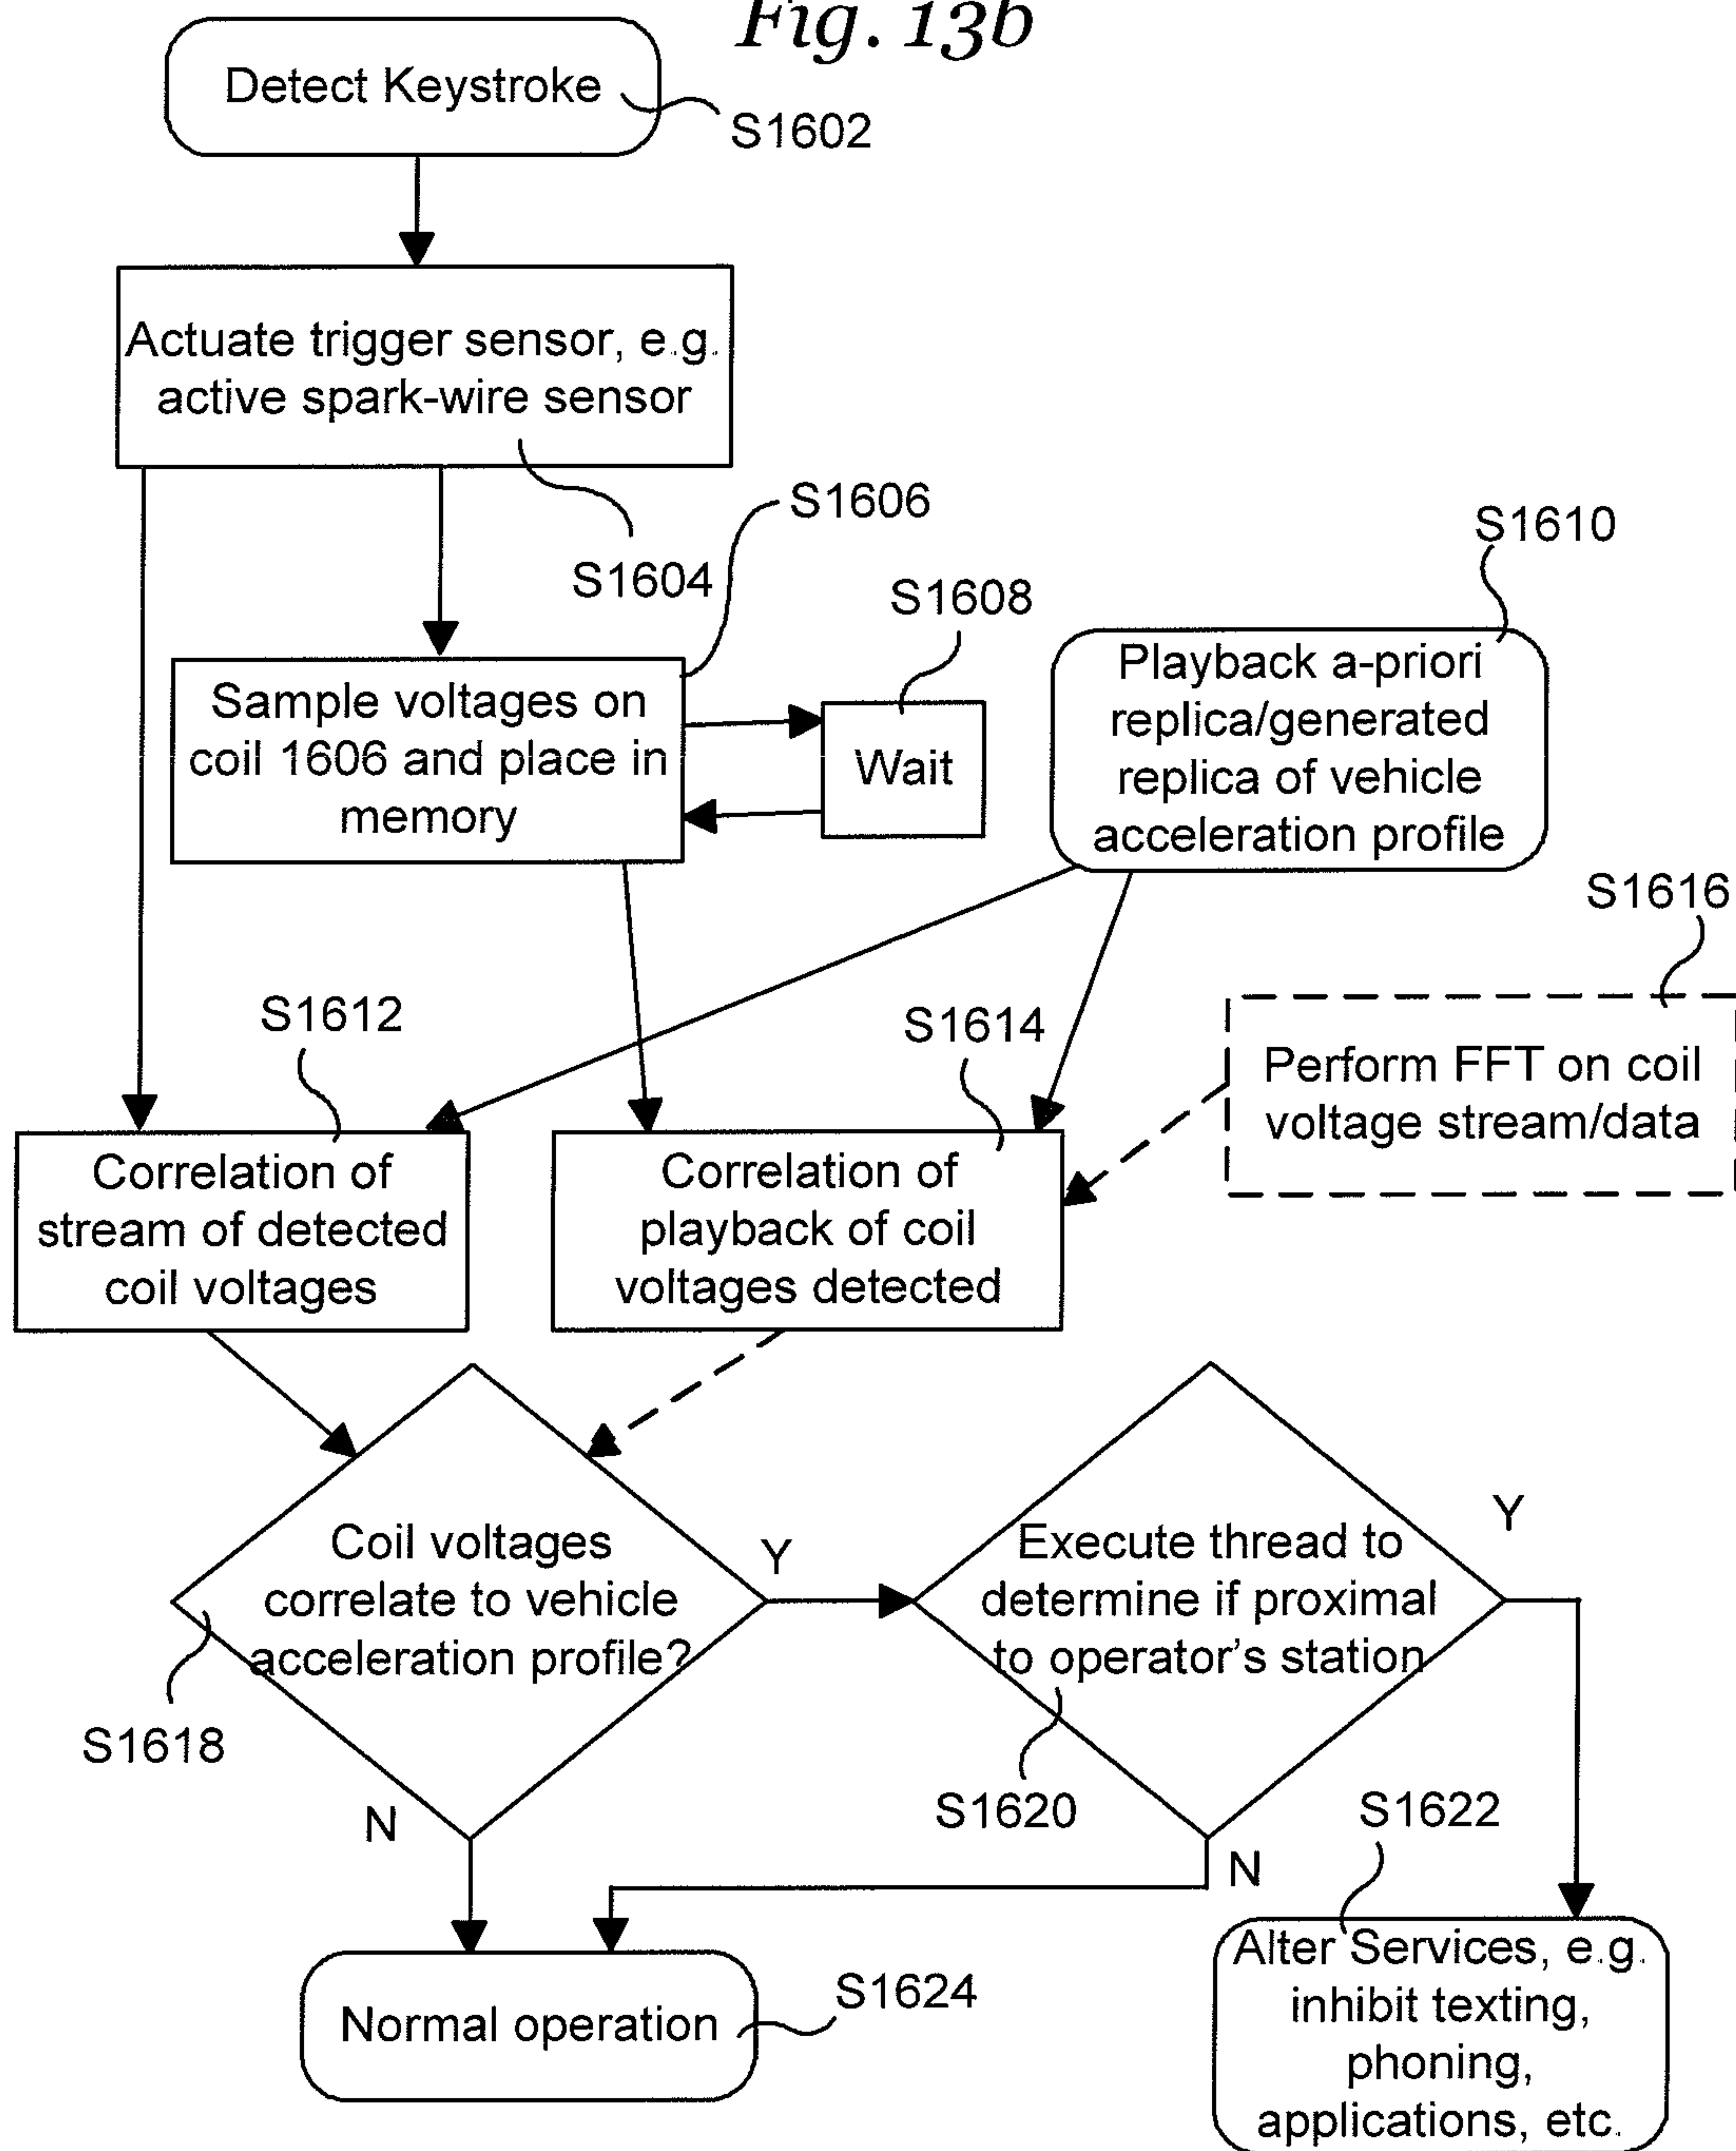 Fig. 13b
Detect Keystroke
S1602
Actuate trigger sensor, e.g.
active spark-wire sensor
S1604
S1606
S1608
S1610
Sample voltages on
coil 1606 and place in
memory
Wait
Playback a-priori
replica/generated
replica of vehicle
acceleration profile
S1616
S1612
S1614
Perform FFT on coil
voltage stream/data
Correlation of
stream of detected
coil voltages
Correlation of
playback of coil
voltages detected
Coil voltages
correlate to vehicle
acceleration profile?
Y
N
S1618
Execute thread to
determine if proximal
to operator's station
Y
N
S1620
S1622
Normal operation
S1624
Alter Services, e.g.
inhibit texting,
phoning,
applications, etc.